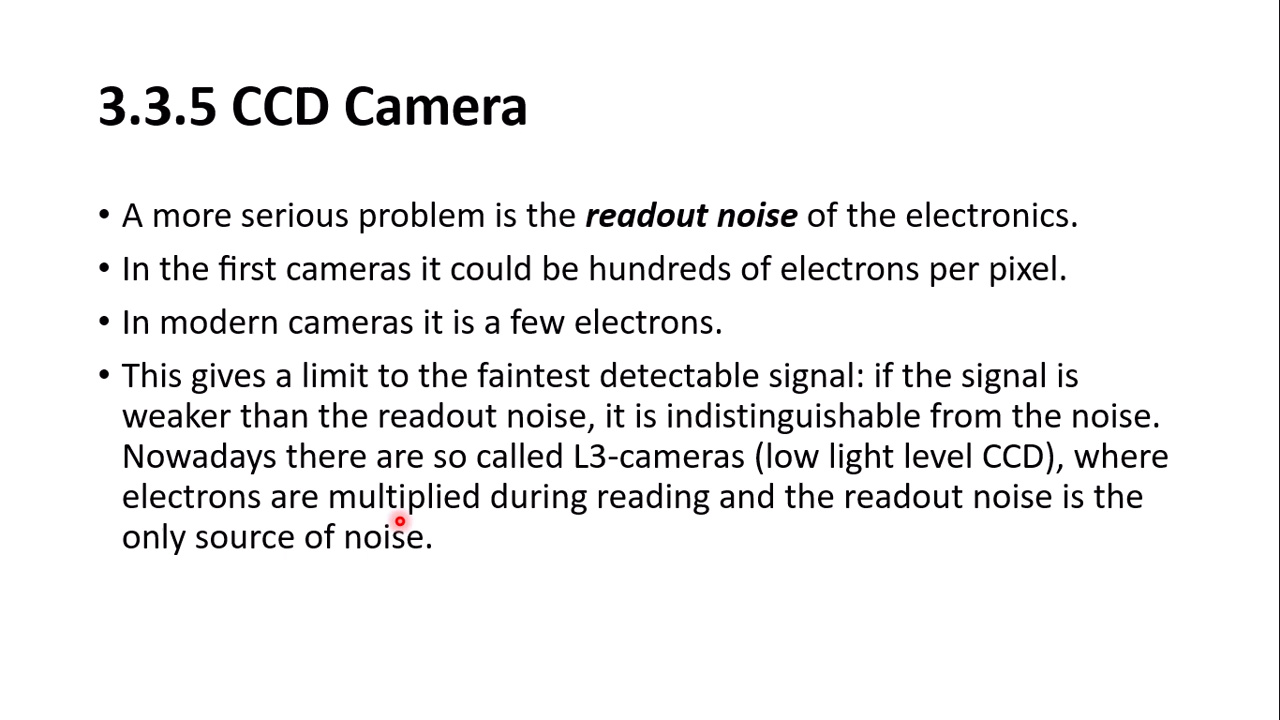 3.3.5 CCD Camera
• A more serious problem is the readout noise of the electronics.
• In the first cameras it could be hundreds of electrons per pixel.
• In modern cameras it is a few electrons.
• This gives a limit to the faintest detectable signal: if the signal is
weaker than the readout noise, it is indistinguishable from the noise.
Nowadays there are so called L3-cameras (low light level CCD), where
electrons are multiplied during reading and the readout noise is the
only source of noise.